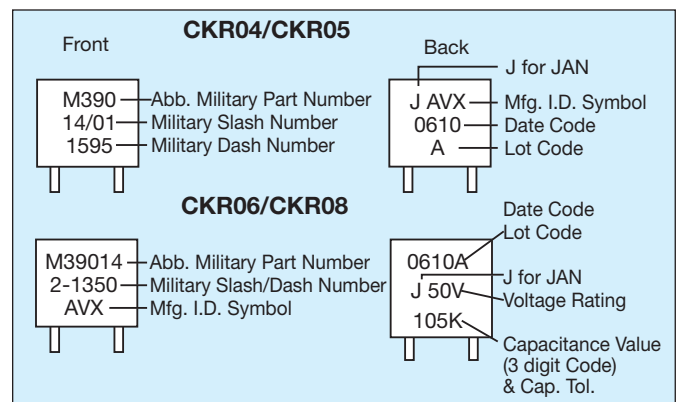 CKR04/CKR05
Front
M390
14/01
1595
Abb. Military Part Number
Military Slash Number
Military Dash Number
Back
J AVX
0610
A
J for JAN
Mfg. I.D. Symbol
Date Code
Lot Code
CKR06/CKR08
M39014
2-1350
AVX
Abb. Military Part Number
Military Slash/Dash Number
Mfg. I.D. Symbol
0610A
J 50V
105K
Date Code
Lot Code
J for JAN
Voltage Rating
Capacitance Value
(3 digit Code)
& Cap. Tol.